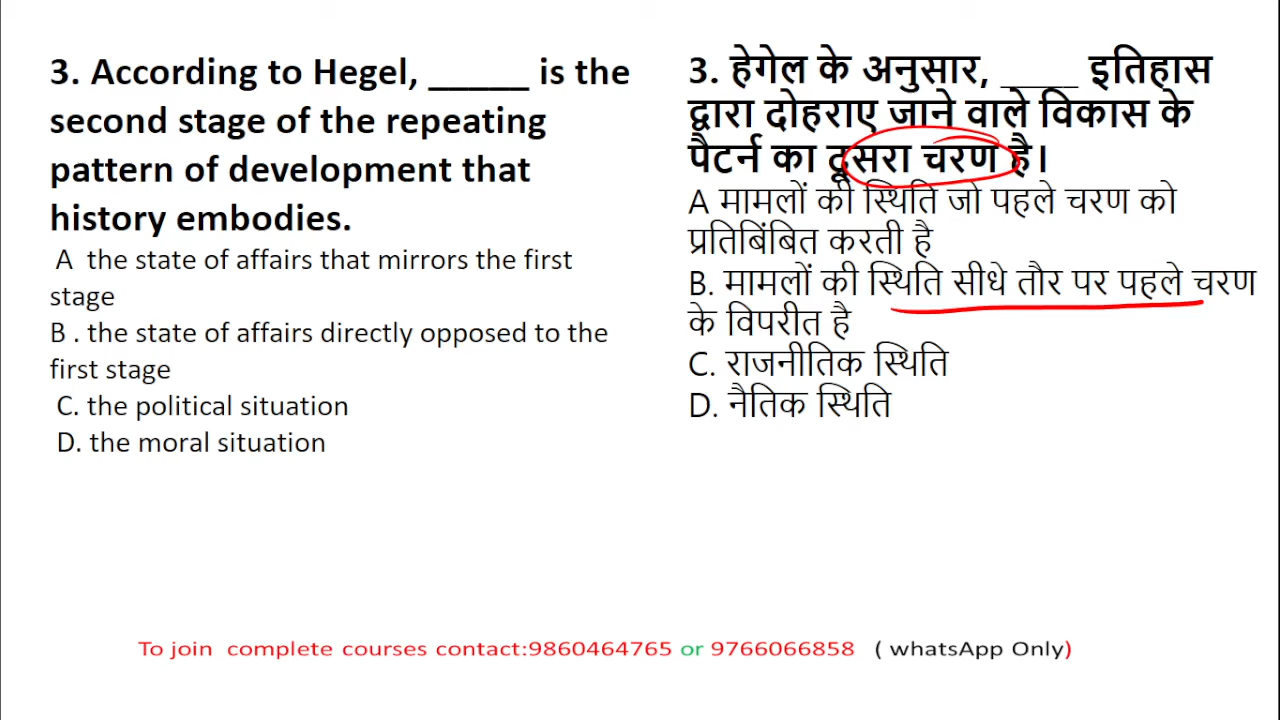 3. According to Hegel, _____ is the
second stage of the repeating
pattern of development that
history embodies.
A the state of affairs that mirrors the first
stage
B . the state of affairs directly opposed to the
first stage
C. the political situation
D. the moral situation
3. हेगेल के अनुसार, ____ इतिहास
द्वारा दोहराए जाने वाले विकास के
पैटर्न का दूसरा चरण है।
A मामलों की स्थिति जो पहले चरण को
प्रतिबिंबित करती है
B. मामलों की स्थिति सीधे तौर पर पहले चरण
के विपरीत है
C. राजनीतिक स्थिति
D. नैतिक स्थिति
To join complete courses contact:9860464765 or 9766066858 ( whatsApp Only)